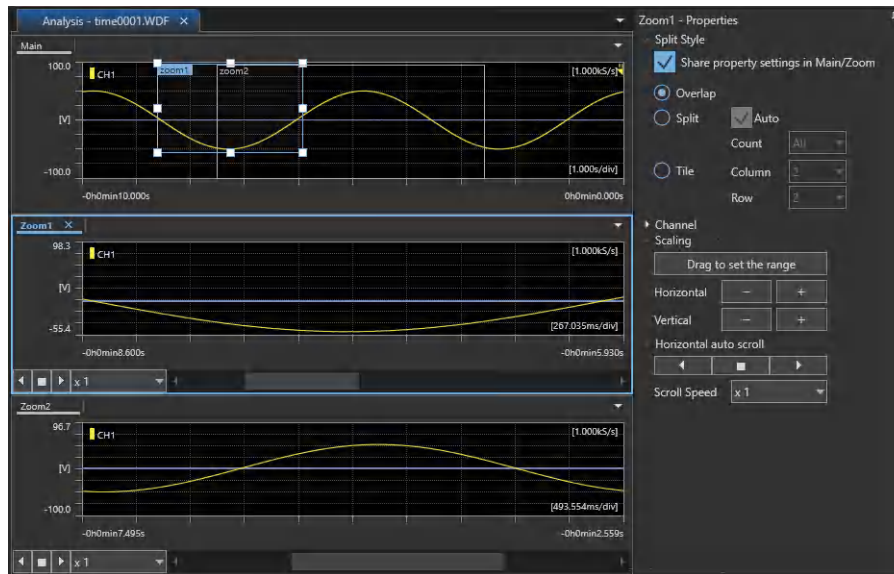 Analysis - time0001.WDF ×
Main
100.0
CH1
zoom1
zoom2
[1.000kS/s]
[V]
-100.0
[1.000s/div]
-0h0min10.000s
0h0min0.000s
Zoom1 ×
98.3
CH1
[1.000kS/s]
[V]
-55.4
[267.035ms/div]
-0h0min8.600s
-0h0min5.930s
x 1
Zoom2
96.7
CH1
[1.000kS/s]
[V]
-100.0
[493.554ms/div]
-0h0min7.495s
-0h0min2.559s
x 1
Zoom1 - Properties
Split Style
Share property settings in Main/Zoom
Overlap
Split
Auto
Count
All
Tile
Column
2
Row
2
Channel
Scaling
Drag to set the range
Horizontal
−
+
Vertical
−
+
Horizontal auto scroll
Scroll Speed
x 1